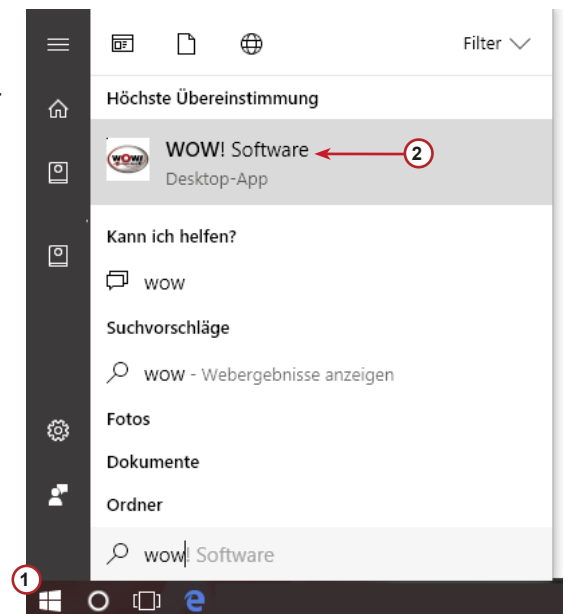 Filter
Höchste Übereinstimmung
WOW!
WOW! Software
2
Desktop-App
Kann ich helfen?
wow
Suchvorschläge
wow - Webergebnisse anzeigen
Fotos
Dokumente
Ordner
wow! Software
1